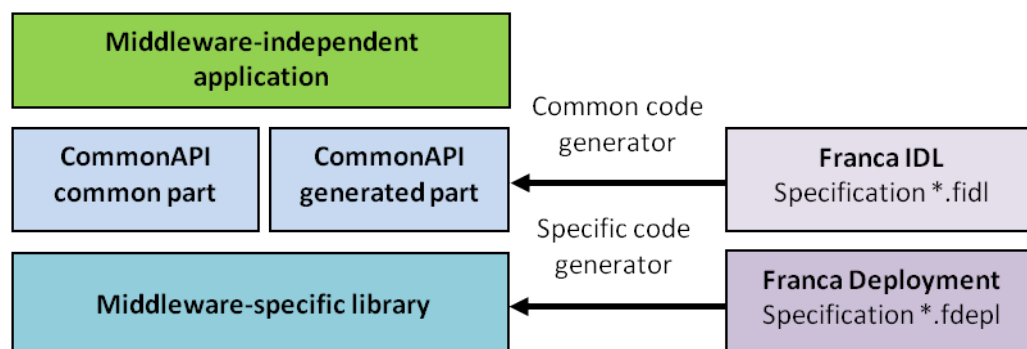 Middleware-independent
application
Common code
generator
CommonAPI
common part
CommonAPI
generated part
Franca IDL
Specification *.fidl
Specific code
generator
Middleware-specific library
Franca Deployment
Specification *.fdepl